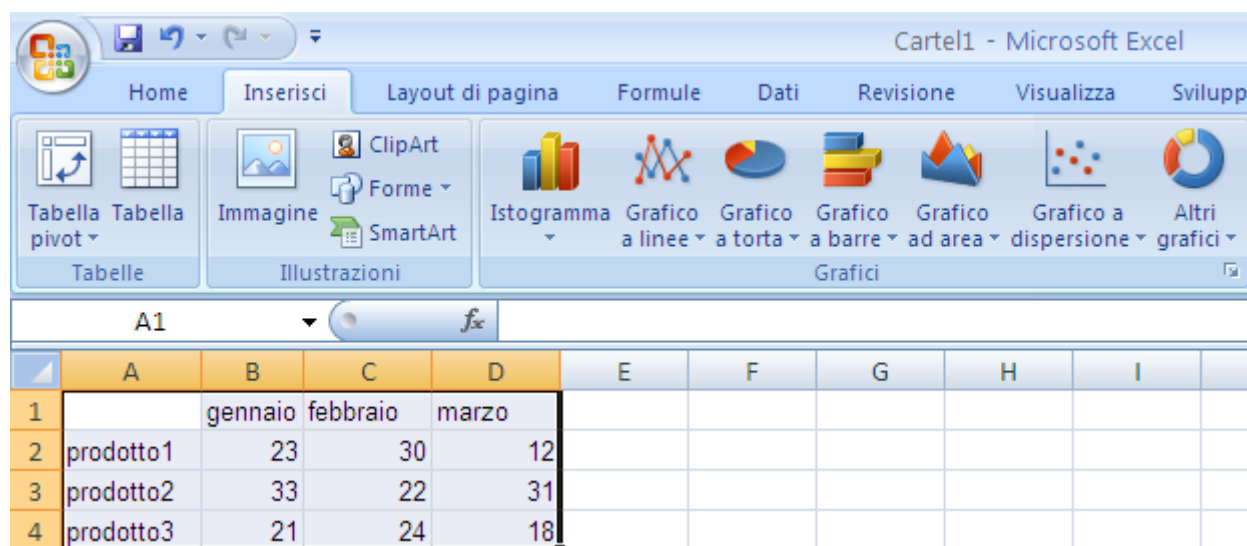 Cartel1 - Microsoft Excel
Home Inserisci Layout di pagina Formule Dati Revisione Visualizza Svilupp
Tabella pivot
Tabella
Immagine
ClipArt
Forme
SmartArt
Istogramma
Grafico a linee
Grafico a torta
Grafico a barre
Grafico ad area
Grafico a dispersione
Altri grafici
Tabelle Illustrazioni Grafici
A1 fx
A B C D E F G H I
1 gennaio febbraio marzo
2 prodotto1 23 30 12
3 prodotto2 33 22 31
4 prodotto3 21 24 18